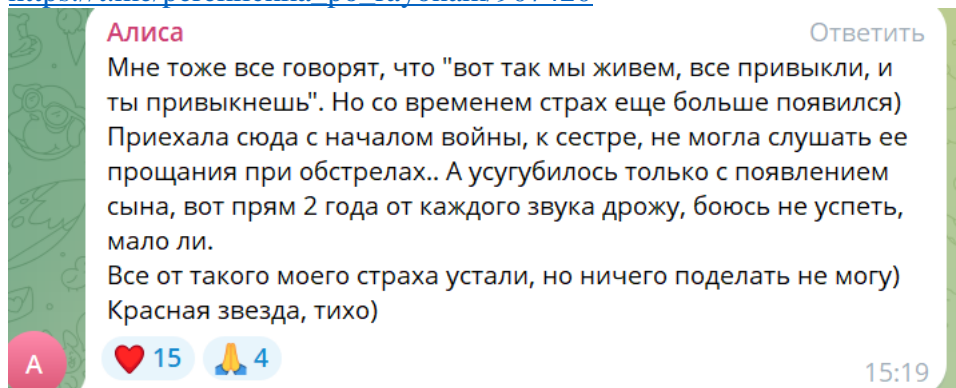 Алиса
Ответить
Мне тоже все говорят, что "вот так мы живем, все привыкли, и
ты привыкнешь". Но со временем страх еще больше появился)
Приехала сюда с началом войны, к сестре, не могла слушать ее
прощания при обстрелах.. А усугубилось только с появлением
сына, вот прям 2 года от каждого звука дрожу, боюсь не успеть,
мало ли.
Все от такого моего страха устали, но ничего поделать не могу)
Красная звезда, тихо)
А
15
4
15:19